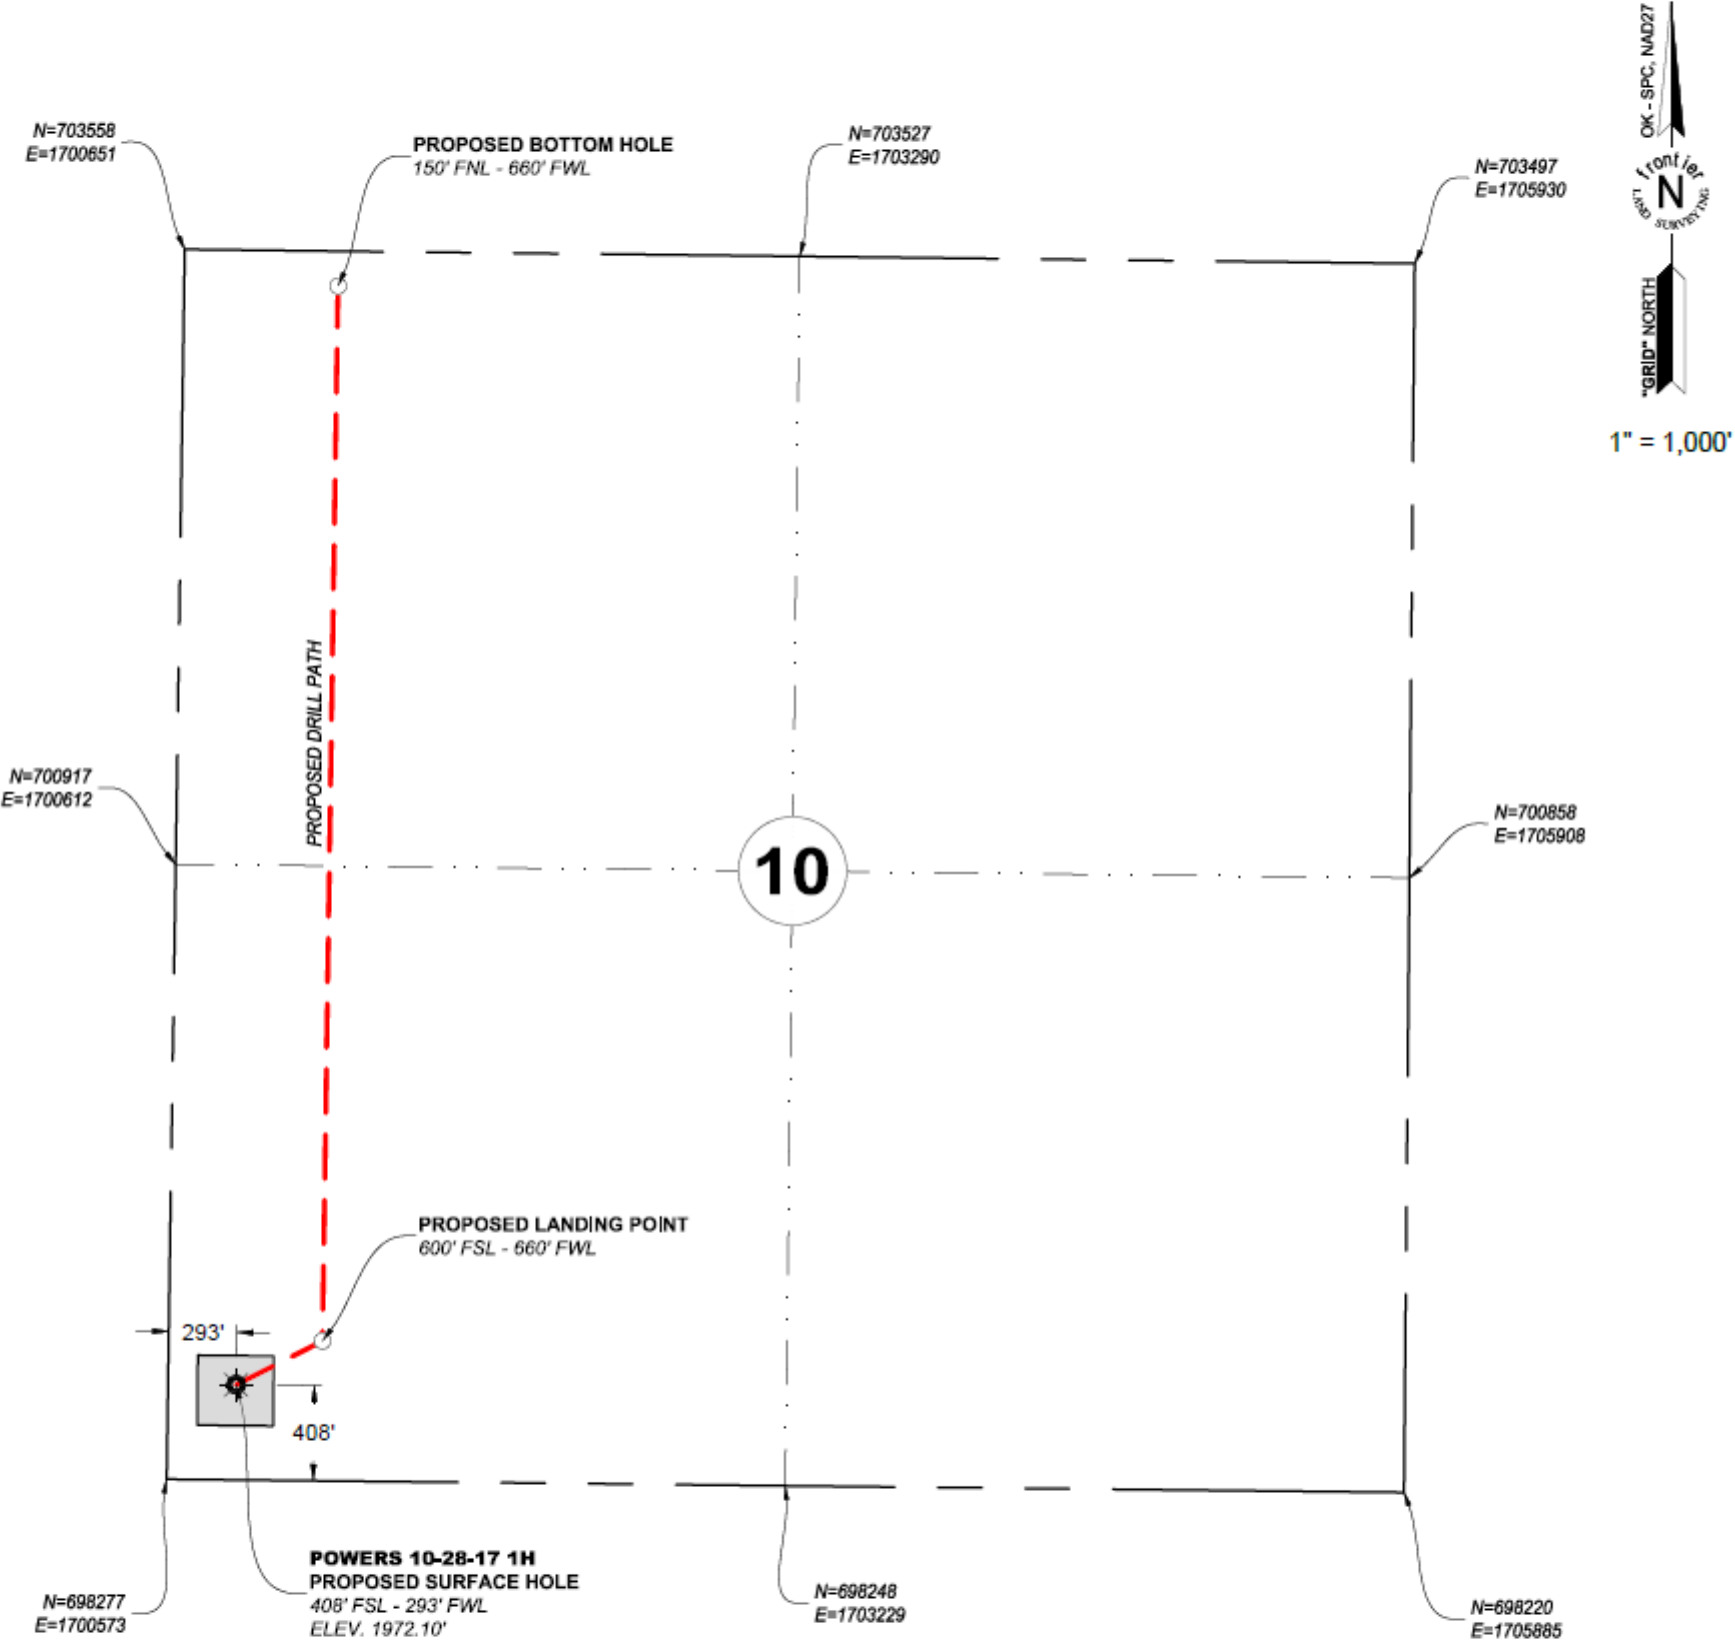 OK - SPC, NAD27
frontier
N
LAND SURVEYING
"GRID" NORTH
1" = 1,000'
N=703558
E=1700651
PROPOSED BOTTOM HOLE
150' FNL - 660' FWL
N=703527
E=1703290
N=703497
E=1705930
PROPOSED DRILL PATH
N=700917
E=1700612
10
N=700858
E=1705908
PROPOSED LANDING POINT
600' FSL - 660' FWL
293'
408'
POWERS 10-28-17 1H
PROPOSED SURFACE HOLE
408' FSL - 293' FWL
ELEV. 1972.10'
N=698277
E=1700573
N=698248
E=1703229
N=698220
E=1705885